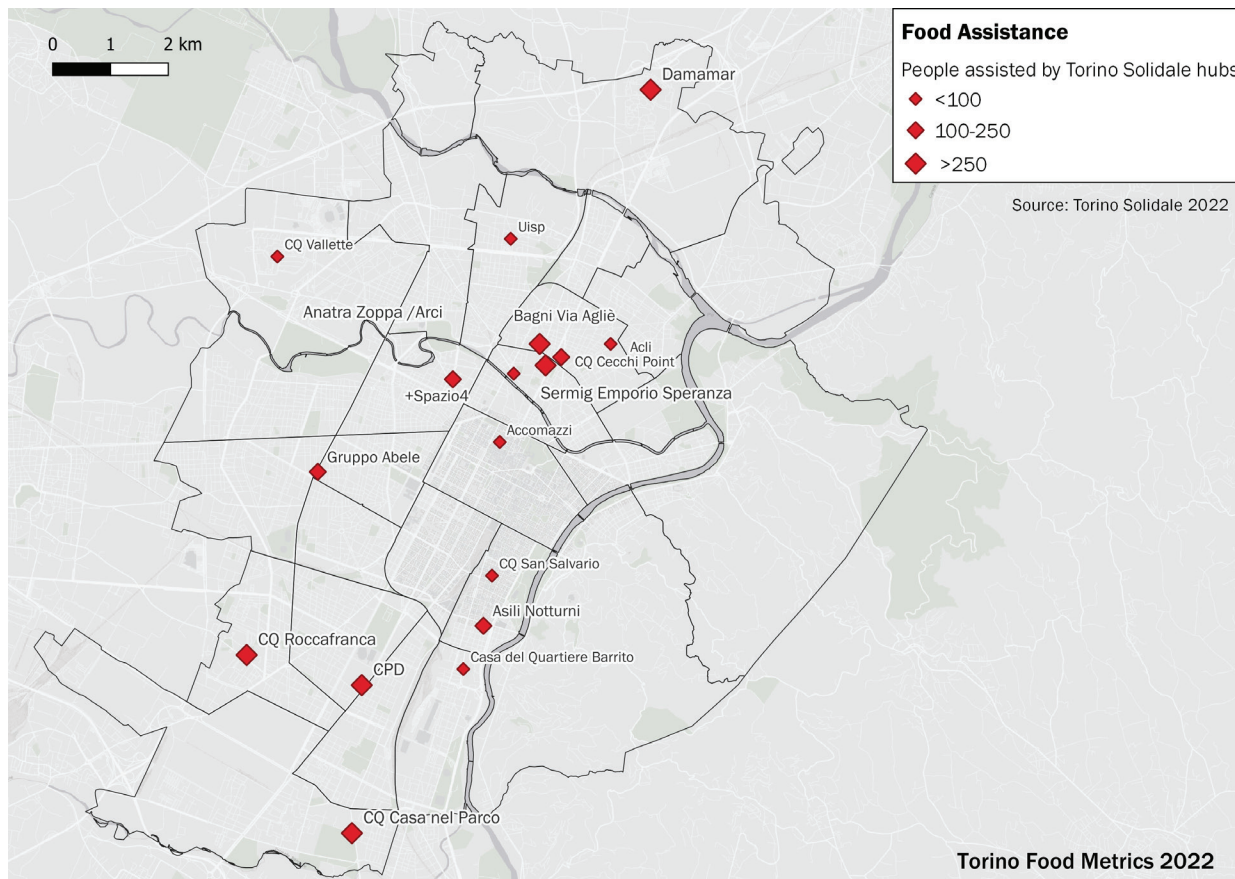 0 1 2 km
Food Assistance
People assisted by Torino Solidale hubs
<100
100-250
>250
Source: Torino Solidale 2022
Damamar
Uisp
CQ Vallette
Anatra Zoppa /Arci
Bagni Via Agliè
Acli
CQ Cecchi Point
+Spazio4
Sermig Emporio Speranza
Accomazzi
Gruppo Abele
CQ San Salvario
Asili Notturni
CQ Roccafranca
Casa del Quartiere Barrito
CPD
CQ Casa nel Parco
Torino Food Metrics 2022